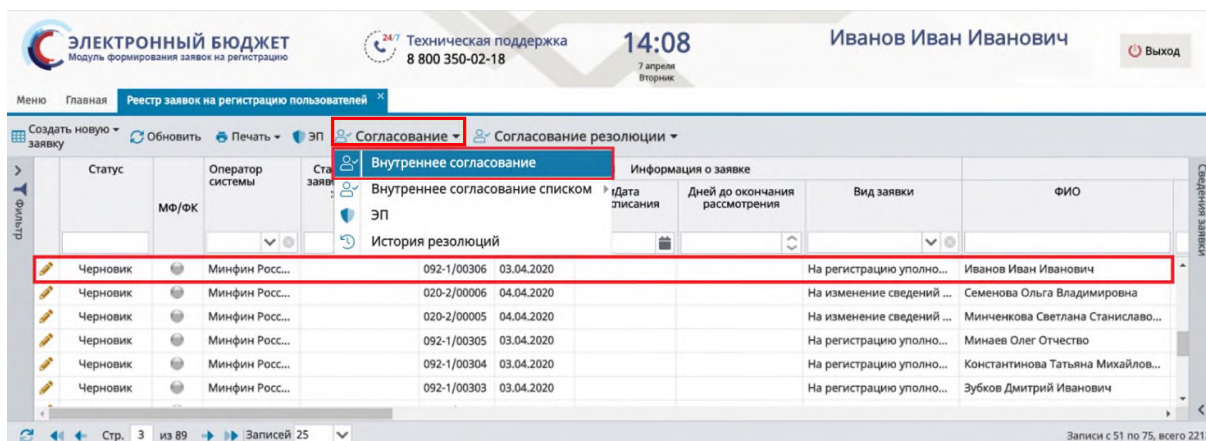 ЭЛЕКТРОННЫЙ БЮДЖЕТ
Модуль формирования заявок на регистрацию
24/7
Техническая поддержка
8 800 350-02-18
14:08
7 апреля
Вторник
Иванов Иван Иванович
Выход
Меню Главная Реестр заявок на регистрацию пользователей ×
Создать новую
заявку
Обновить Печать ЭП Согласование Согласование резолюции
Внутреннее согласование
Внутреннее согласование списком
ЭП
История резолюций
Фильтр
Статус
МФ/ФК
Оператор
системы
Информация о заявке
Дней до окончания
рассмотрения
Вид заявки
ФИО
Сведения заявки
Черновик Минфин Росс... 092-1/00306 03.04.2020 На регистрацию уполно... Иванов Иван Иванович
Черновик Минфин Росс... 020-2/00006 04.04.2020 На изменение сведений ... Семенова Ольга Владимировна
Черновик Минфин Росс... 020-2/00005 04.04.2020 На изменение сведений ... Минченкова Светлана Станиславо...
Черновик Минфин Росс... 092-1/00305 03.04.2020 На регистрацию уполно... Минаев Олег Отчество
Черновик Минфин Росс... 092-1/00304 03.04.2020 На регистрацию уполно... Константинова Татьяна Михайлов...
Черновик Минфин Росс... 092-1/00303 03.04.2020 На регистрацию уполно... Зубков Дмитрий Иванович
Стр. 3 из 89 Записей 25
Записи с 51 по 75, всего 221